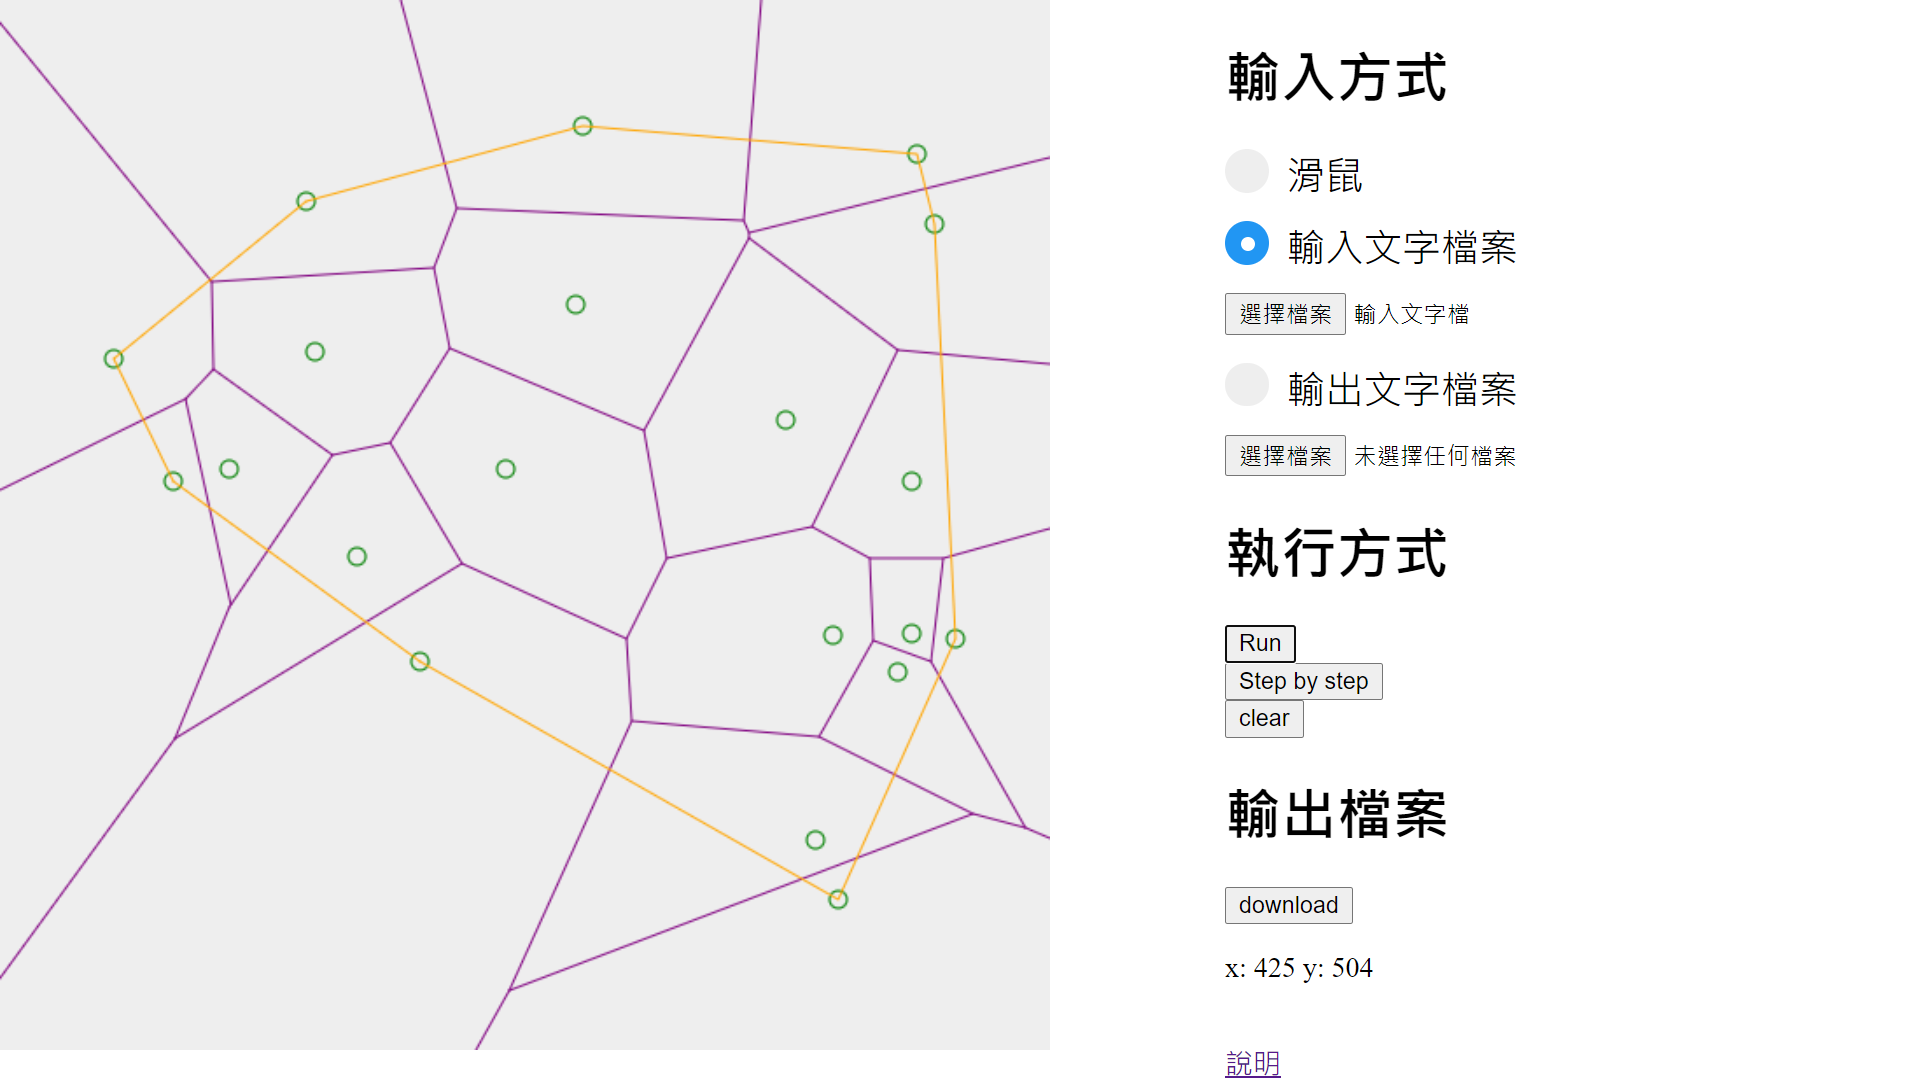 輸入方式
滑鼠
輸入文字檔案
選擇檔案 輸入文字檔
輸出文字檔案
選擇檔案 未選擇任何檔案
執行方式
Run
Step by step
clear
輸出檔案
download
x: 425 y: 504
說明